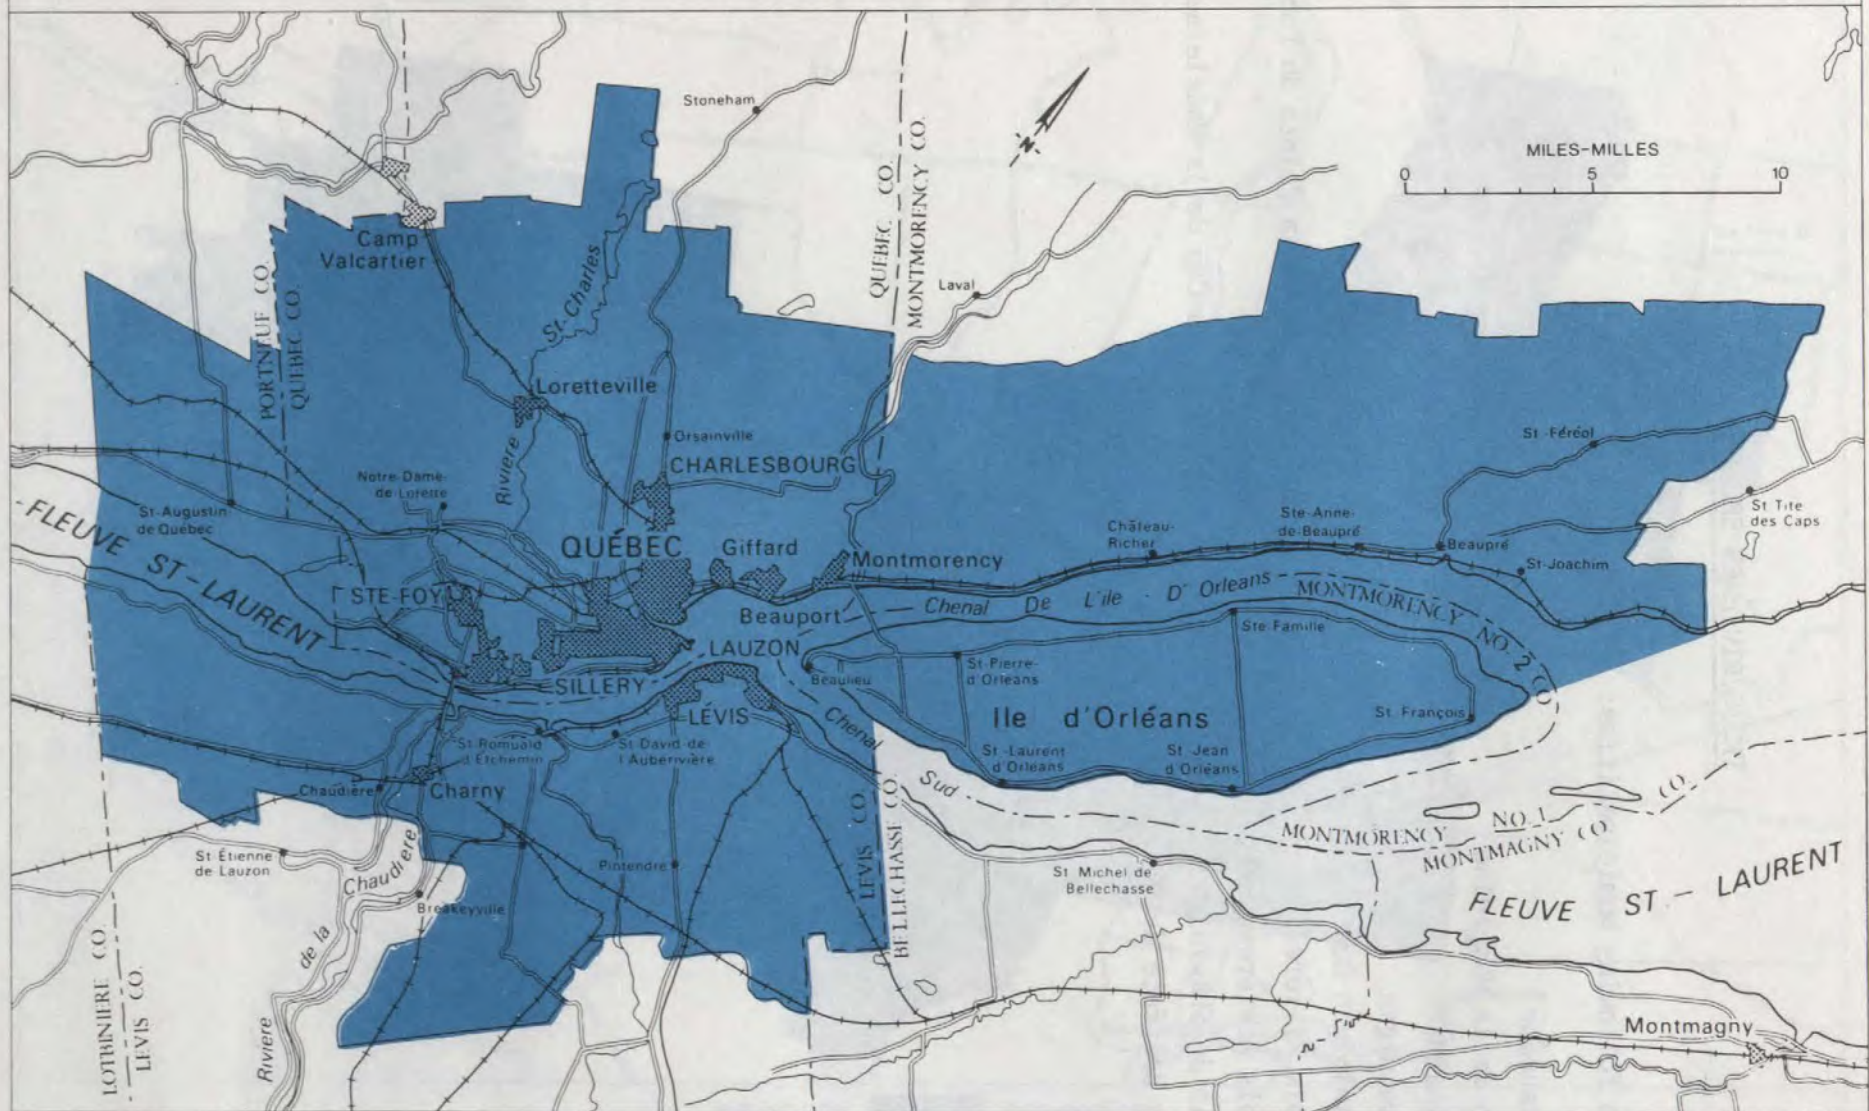 Stoneham
QUEBEC CO.
MONTMORENCY CO.
N
MILES-MILLES
0 5 10
Camp
Valcartier
St-Charles
Rivière
PORTNEUF CO.
QUEBEC CO.
Laval
Loretteville
Orsainville
CHARLESBOURG
St-Féréol
Notre-Dame-
de-Lorette
St-Augustin
de Québec
St Tite
des Caps
Château-
Richer
Ste-Anne-
de-Beaupré
Beaupré
St-Joachim
FLEUVE ST-LAURENT
QUÉBEC
Giffard
Montmorency
STE-FOY
Beauport
Chenal De L'ile D'Orleans
MONTMORENCY NO. 2 CO.
Ste-Famille
LAUZON
Beaulieu
St-Pierre-
d'Orléans
SILLERY
LÉVIS
Ile d'Orléans
St. François
Chenal Sud
St-Laurent
d'Orléans
St. Jean
d'Orléans
St-Romuald
d'Etchemin
St-David-de-
l'Auberivière
Chaudière
Charny
MONTMORENCY NO. 1 CO.
MONTMAGNY CO.
St-Étienne
de Lauzon
Rivière de la Chaudière
Breakeyville
Pintendre
LEVIS CO.
BELLECHASSE CO.
St Michel de
Bellechasse
FLEUVE ST-LAURENT
LOTBINIERE CO.
LEVIS CO.
Montmagny